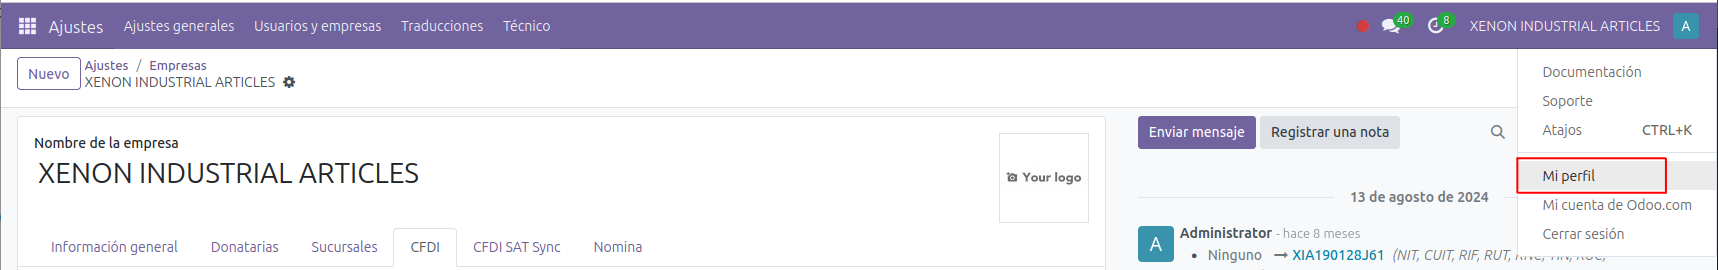 Ajustes Ajustes generales Usuarios y empresas Traducciones Técnico 40 8 XENON INDUSTRIAL ARTICLES A
Nuevo Ajustes / Empresas
XENON INDUSTRIAL ARTICLES
Documentación
Soporte
Atajos CTRL+K
Mi perfil
Mi cuenta de Odoo.com
Cerrar sesión
Nombre de la empresa
XENON INDUSTRIAL ARTICLES
Your logo
Información general Donatarias Sucursales CFDI CFDI SAT Sync Nomina
Enviar mensaje Registrar una nota
13 de agosto de 2024
A Administrator - hace 8 meses
• Ninguno → XIA190128J61 (NIT, CUIT, RIF, RUT,